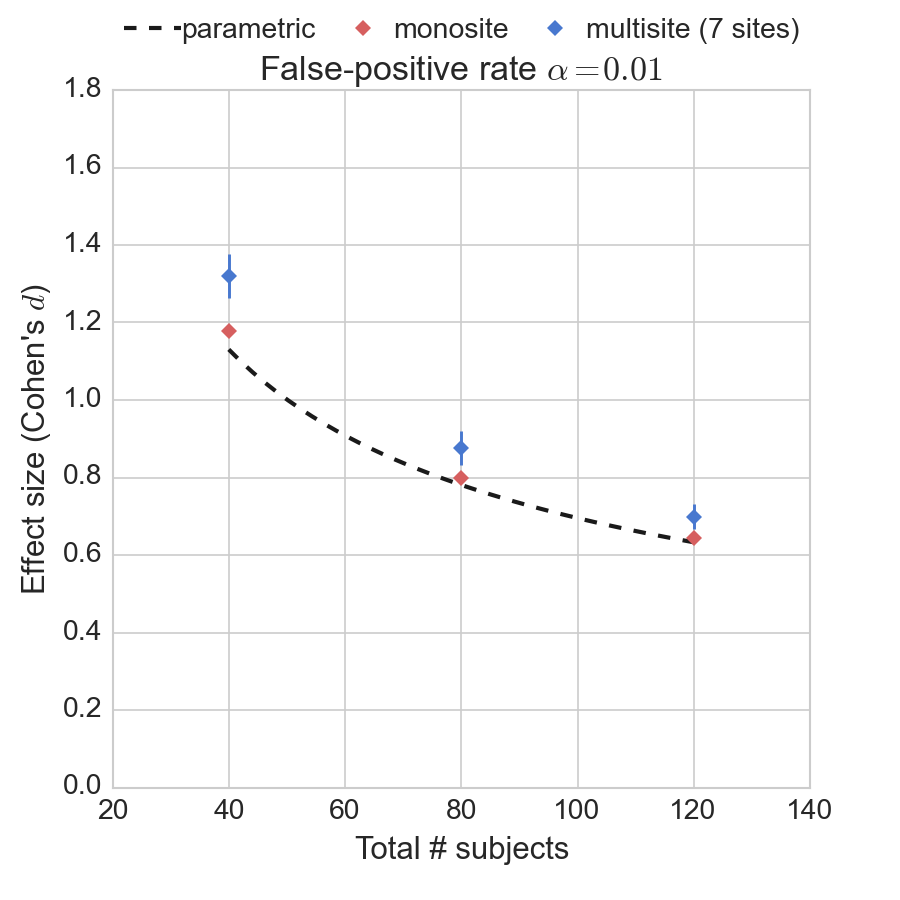 parametric monosite multisite (7 sites)
False-positive rate α=0.01
1.8
1.6
1.4
1.2
1.0
0.8
0.6
0.4
0.2
0.0
Effect size (Cohen's d)
20 40 60 80 100 120 140
Total # subjects